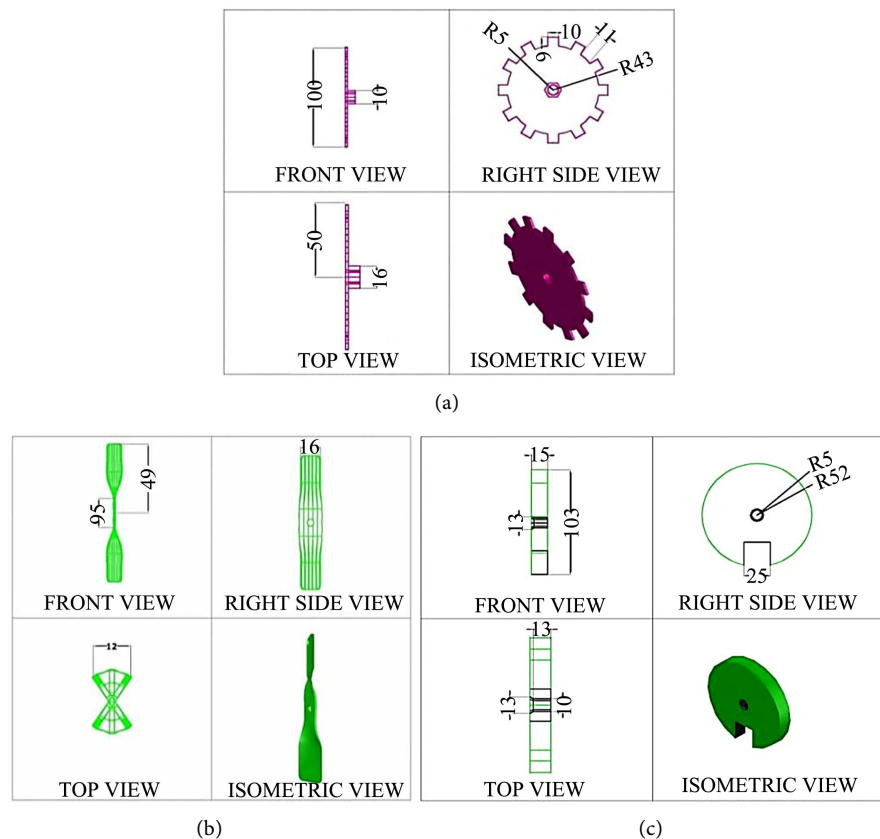 100
-10-
FRONT VIEW
R5
-10
6
11
R43
RIGHT SIDE VIEW
50
16
TOP VIEW
ISOMETRIC VIEW
(a)
49
95
FRONT VIEW
16
RIGHT SIDE VIEW
12
TOP VIEW
ISOMETRIC VIEW
(b)
-15-
-13-
103
FRONT VIEW
R5
R52
25
RIGHT SIDE VIEW
13
-13-
-10-
TOP VIEW
ISOMETRIC VIEW
(c)